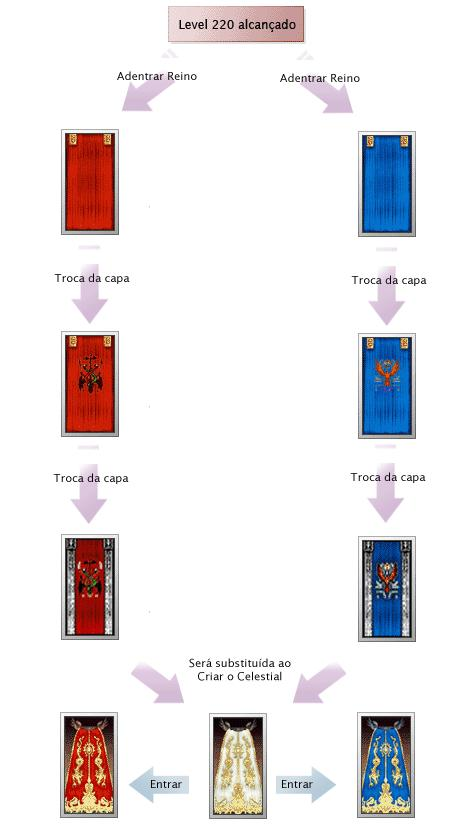 Level 220 alcançado
Adentrar Reino
Adentrar Reino
Troca da capa
Troca da capa
Troca da capa
Troca da capa
Será substituída ao
Criar o Celestial
Entrar
Entrar